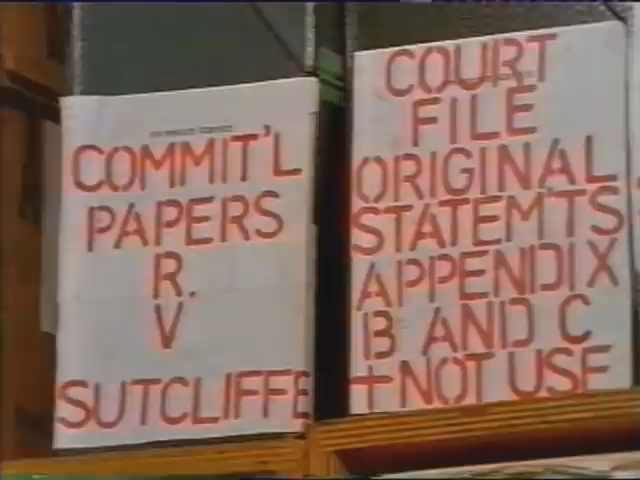 COMMIT'L
PAPERS
R.
V
SUTCLIFFE
COURT
FILE
ORIGINAL
STATEMTS
APPENDIX
B AND C
+ NOT USE